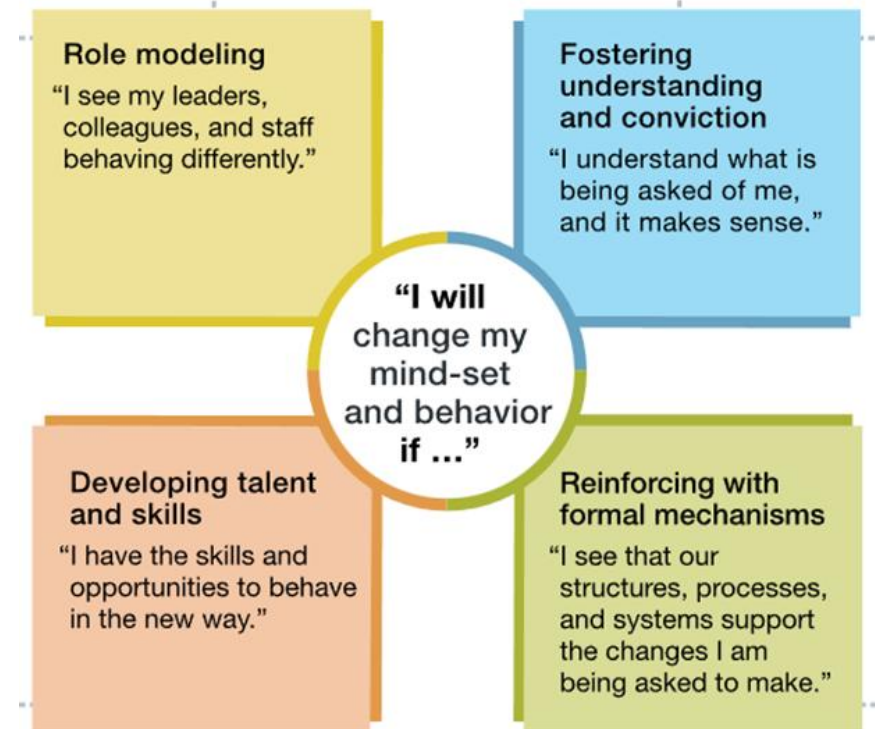 Role modeling
“I see my leaders,
colleagues, and staff
behaving differently.”
Fostering
understanding
and conviction
“I understand what is
being asked of me,
and it makes sense.”
“I will
change my
mind-set
and behavior
if ...”
Developing talent
and skills
“I have the skills and
opportunities to behave
in the new way.”
Reinforcing with
formal mechanisms
“I see that our
structures, processes,
and systems support
the changes I am
being asked to make.”